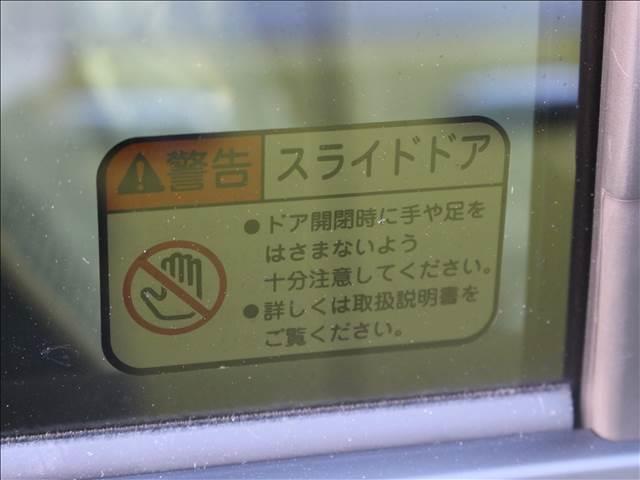 警告 スライドドア
●ドア開閉時に手や足を
はさまないよう
十分注意してください。
●詳しくは取扱説明書を
ご覧ください。